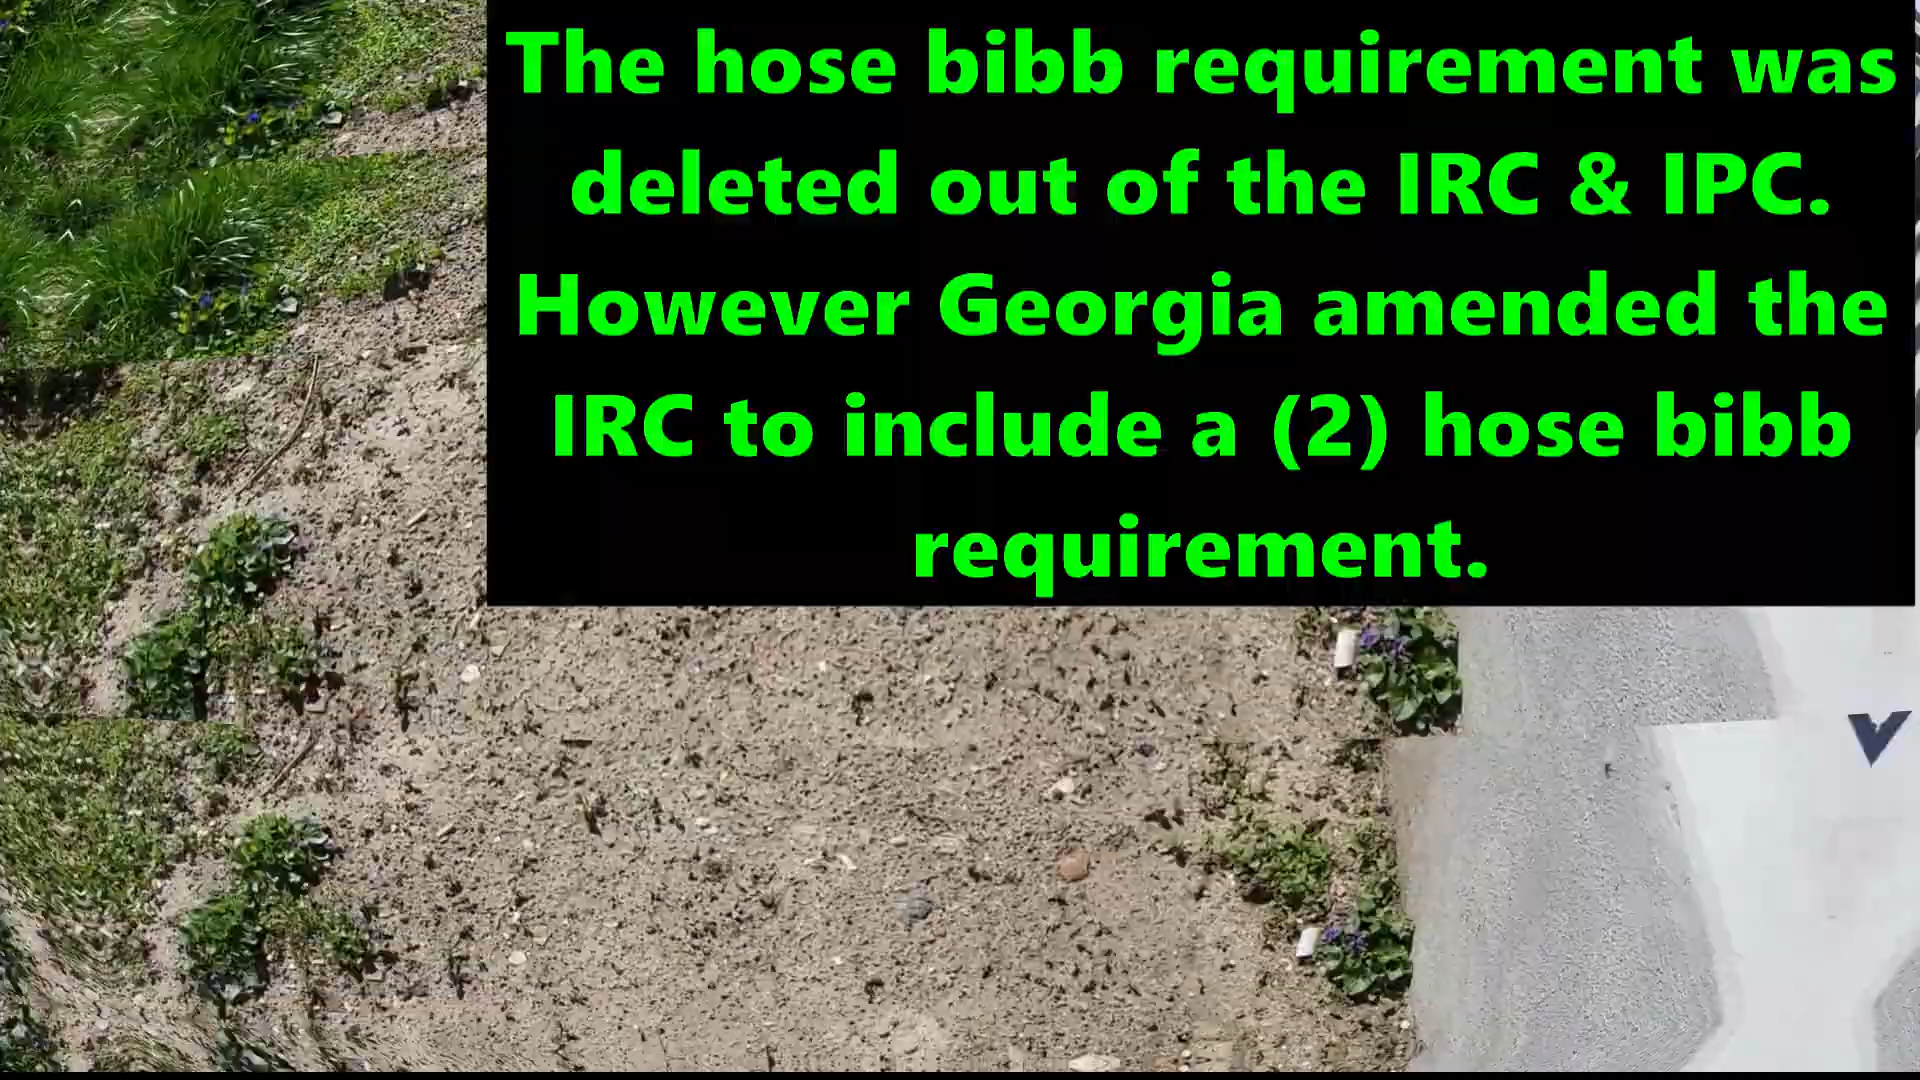 The hose bibb requirement was
deleted out of the IRC & IPC.
However Georgia amended the
IRC to include a (2) hose bibb
requirement.